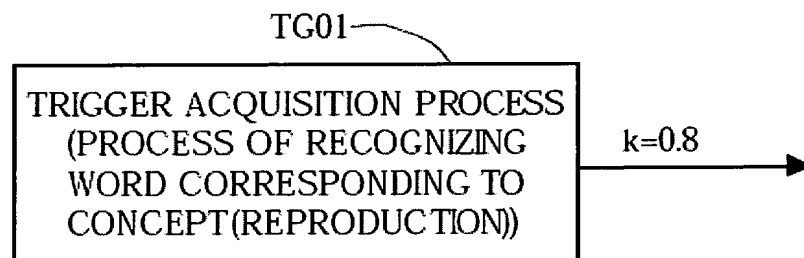 TG01
TRIGGER ACQUISITION PROCESS
(PROCESS OF RECOGNIZING
WORD CORRESPONDING TO
CONCEPT(REPRODUCTION))
k=0.8